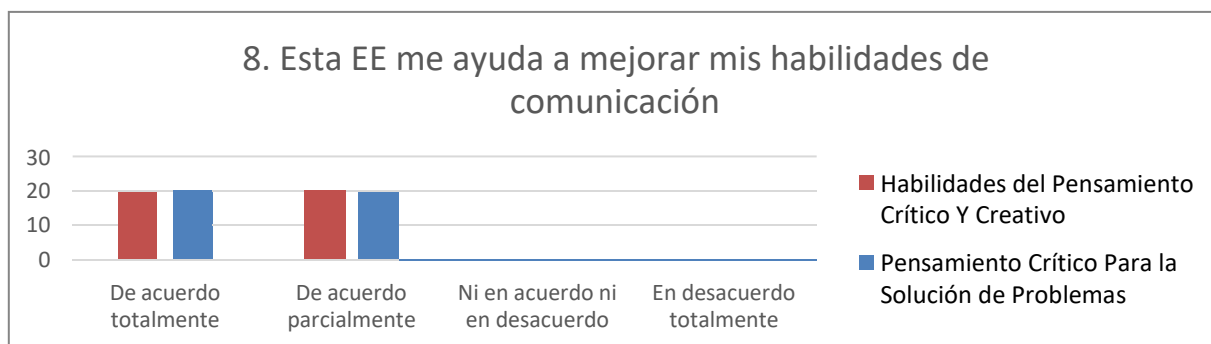 8. Esta EE me ayuda a mejorar mis habilidades de
comunicación
30
20
10
0
De acuerdo
totalmente
De acuerdo
parcialmente
Ni en acuerdo ni
en desacuerdo
En desacuerdo
totalmente
Habilidades del Pensamiento
Crítico Y Creativo
Pensamiento Crítico Para la
Solución de Problemas